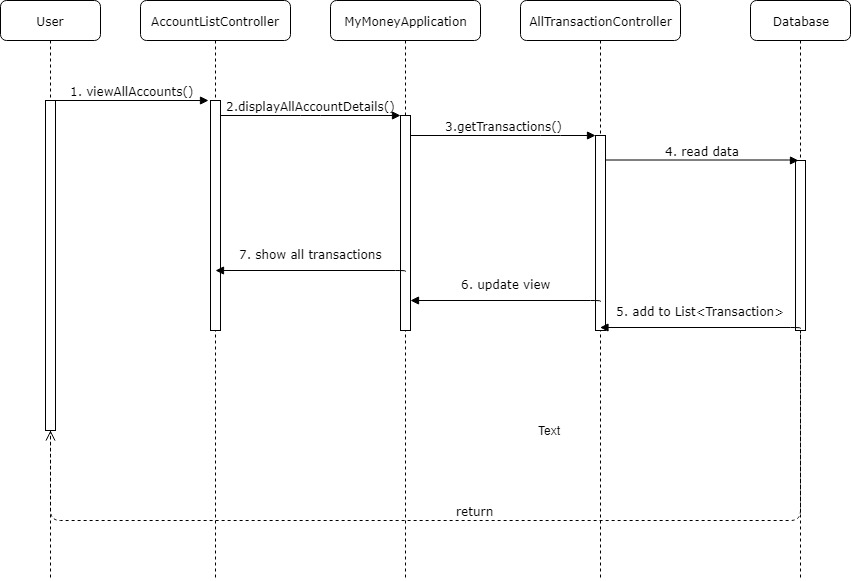 User
AccountListController
MyMoneyApplication
AllTransactionController
Database
1. viewAllAccounts()
2.displayAllAccountDetails()
3.getTransactions()
4. read data
7. show all transactions
6. update view
5. add to List<Transaction>
Text
return